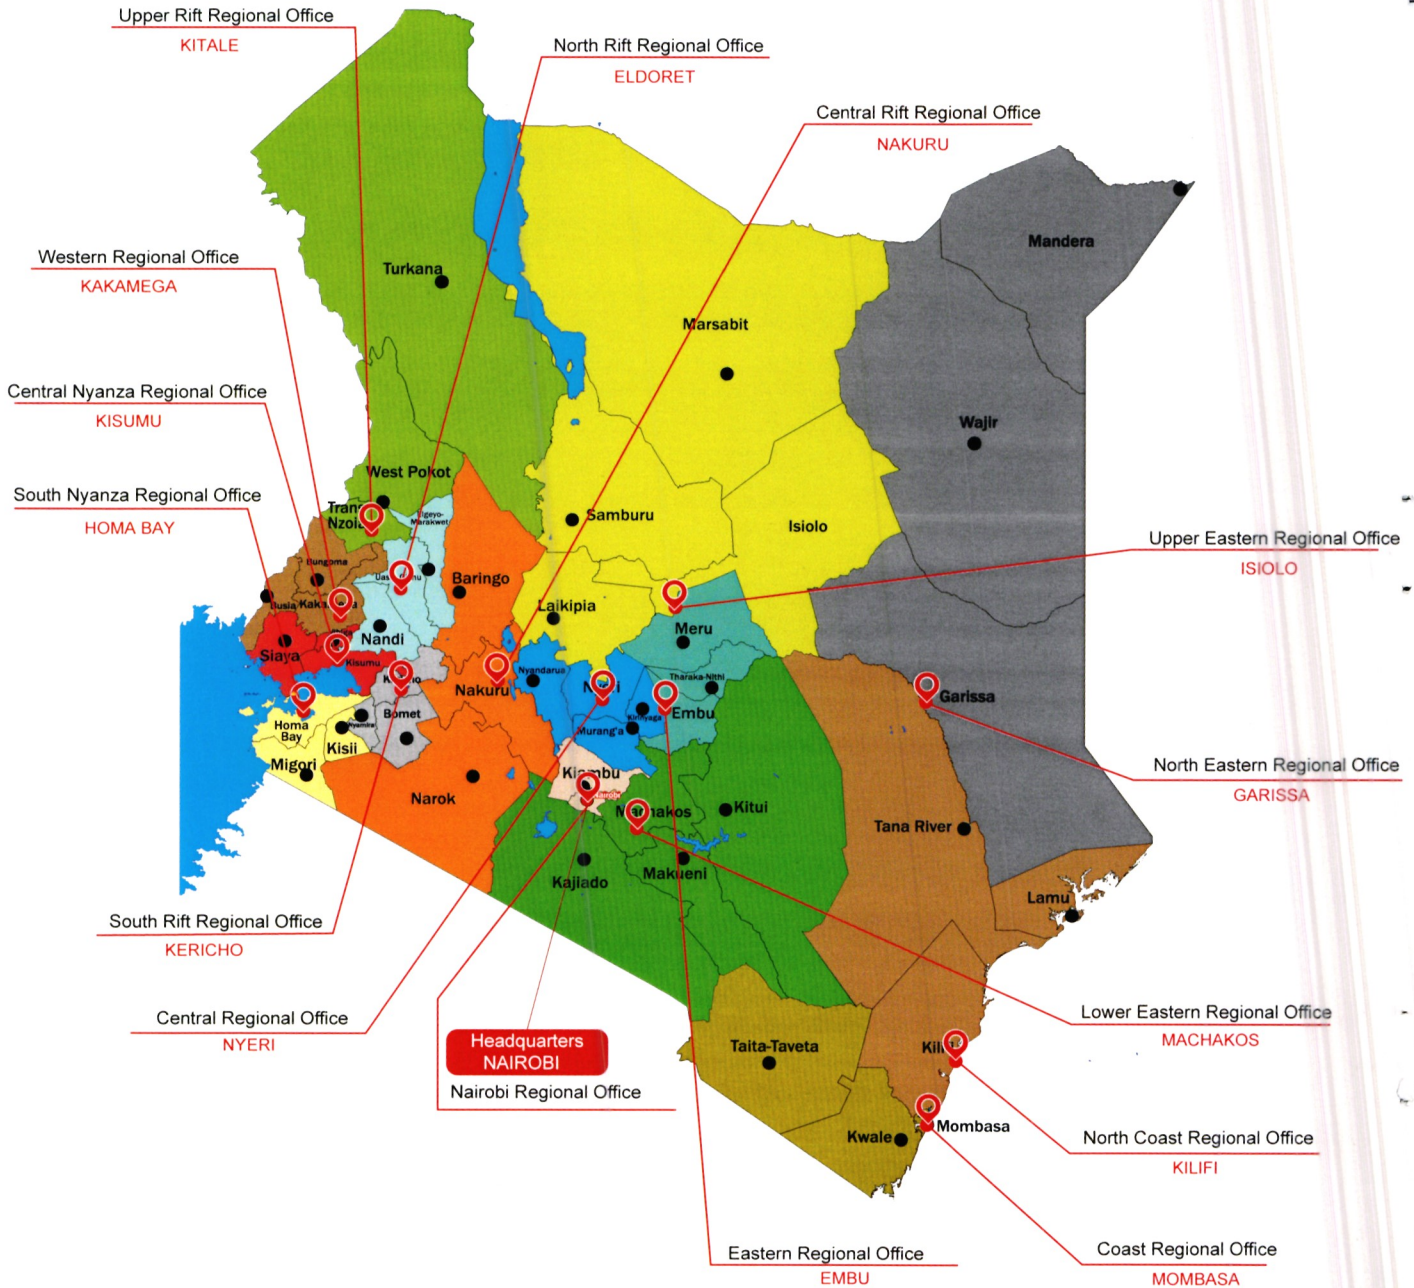 Upper Rift Regional Office
KITALE
North Rift Regional Office
ELDORET
Central Rift Regional Office
NAKURU
Western Regional Office
KAKAMEGA
Central Nyanza Regional Office
KISUMU
South Nyanza Regional Office
HOMA BAY
Upper Eastern Regional Office
ISIOLO
North Eastern Regional Office
GARISSA
South Rift Regional Office
KERICHO
Central Regional Office
NYERI
Headquarters
NAIROBI
Nairobi Regional Office
Lower Eastern Regional Office
MACHAKOS
North Coast Regional Office
KILIFI
Coast Regional Office
MOMBASA
Eastern Regional Office
EMBU
Mandera
Turkana
Marsabit
Wajir
West Pokot
Samburu
Isiolo
Baringo
Laikipia
Meru
Nandi
Siaya
Kisumu
Nyandarua
Tharaka-Nithi
Nakuru
Garissa
Embu
Kirinyaga
Murang'a
Homa
Bay
Bomet
Nyamira
Kisii
Migori
Narok
Kiambu
Nairobi
Kitui
Tana River
Kajiado
Makueni
Lamu
Taita-Taveta
Kwale
Mombasa